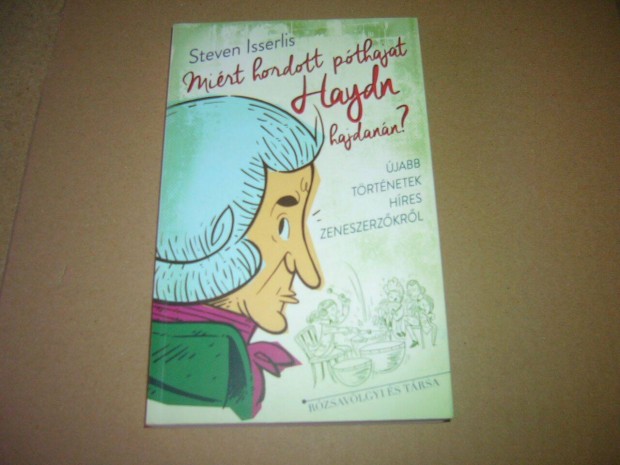 Steven Isserlis
Miért hordott póthajat
Haydn
hajdanán?
ÚJABB
TÖRTÉNETEK
HÍRES
ZENESZERZŐKRŐL
RÓZSAVÖLGYI ÉS TÁRSA